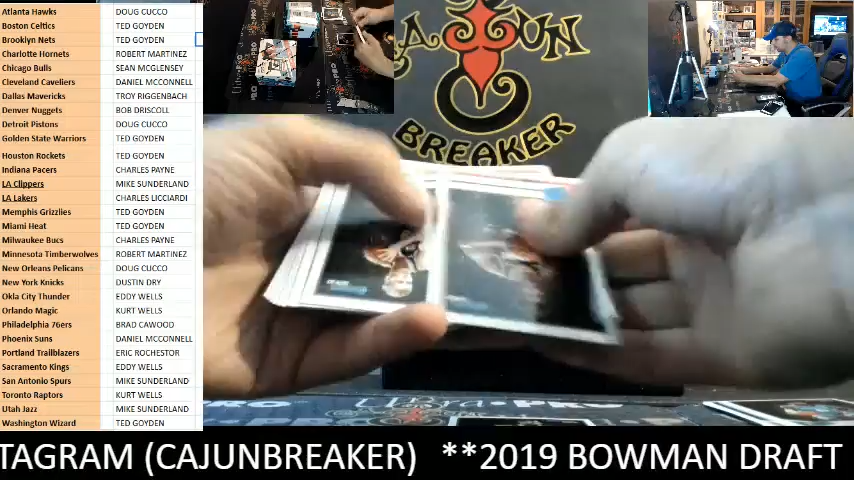 Atlanta Hawks DOUG CUCCO
Boston Celtics TED GOYDEN
Brooklyn Nets TED GOYDEN
Charlotte Hornets ROBERT MARTINEZ
Chicago Bulls SEAN MCGLENSEY
Cleveland Caveliers DANIEL MCCONNELL
Dallas Mavericks TROY RIGGENBACH
Denver Nuggets BOB DRISCOLL
Detroit Pistons DOUG CUCCO
Golden State Warriors TED GOYDEN
Houston Rockets TED GOYDEN
Indiana Pacers CHARLES PAYNE
LA Clippers MIKE SUNDERLAND
LA Lakers CHARLES LICCIARDI
Memphis Grizzlies TED GOYDEN
Miami Heat TED GOYDEN
Milwaukee Bucs CHARLES PAYNE
Minnesota Timberwolves ROBERT MARTINEZ
New Orleans Pelicans DOUG CUCCO
New York Knicks DUSTIN DRY
Okla City Thunder EDDY WELLS
Orlando Magic KURT WELLS
Philadelphia 76ers BRAD CAWOOD
Phoenix Suns DANIEL MCCONNELL
Portland Trailblazers ERIC ROCHESTOR
Sacramento Kings EDDY WELLS
San Antonio Spurs MIKE SUNDERLAND
Toronto Raptors KURT WELLS
Utah Jazz MIKE SUNDERLAND
Washington Wizard TED GOYDEN
BREAKER
Ultra PRO
TAGRAM (CAJUNBREAKER) **2019 BOWMAN DRAFT